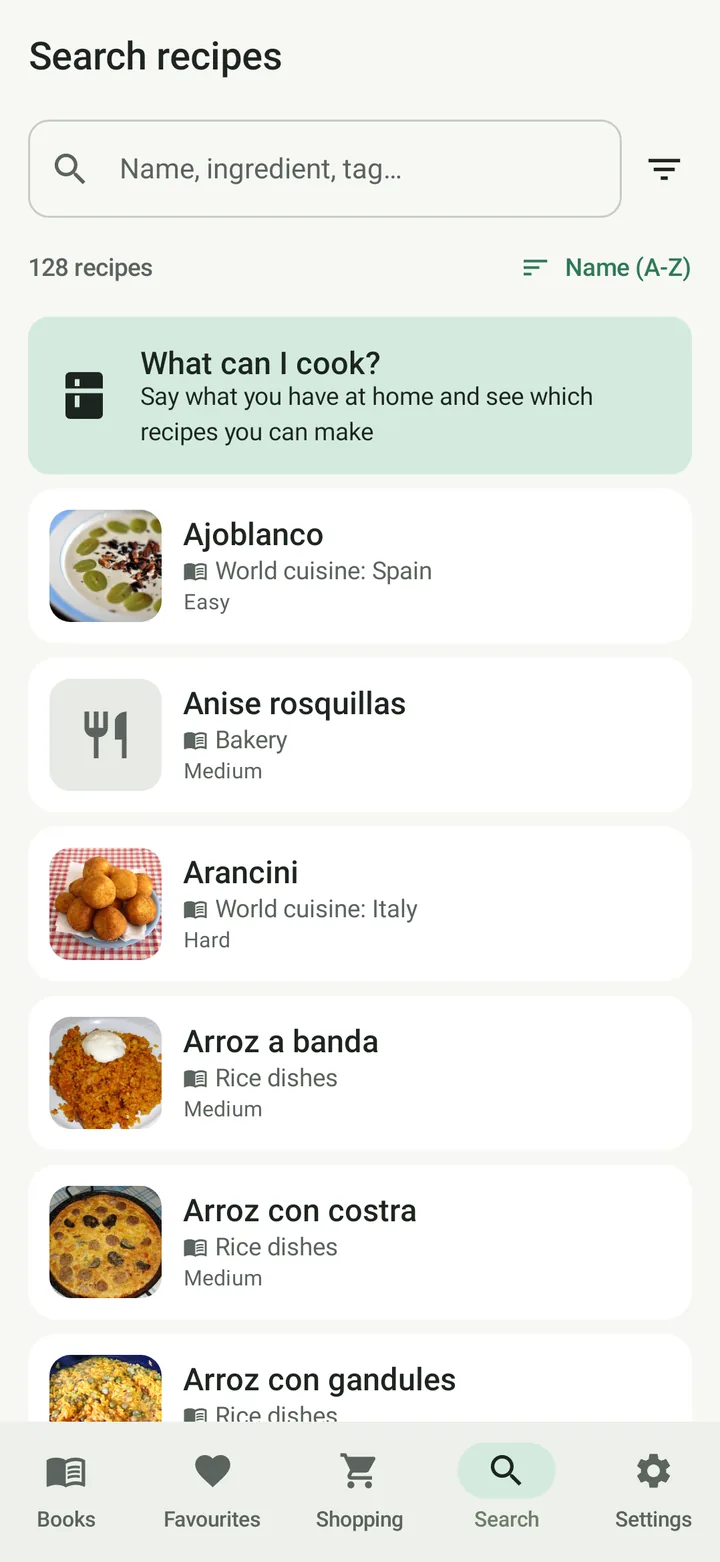 Search recipes
Name, ingredient, tag...
128 recipes
Name (A-Z)
What can I cook?
Say what you have at home and see which
recipes you can make
Ajoblanco
World cuisine: Spain
Easy
Anise rosquillas
Bakery
Medium
Arancini
World cuisine: Italy
Hard
Arroz a banda
Rice dishes
Medium
Arroz con costra
Rice dishes
Medium
Arroz con gandules
Rice dishes
Books
Favourites
Shopping
Search
Settings